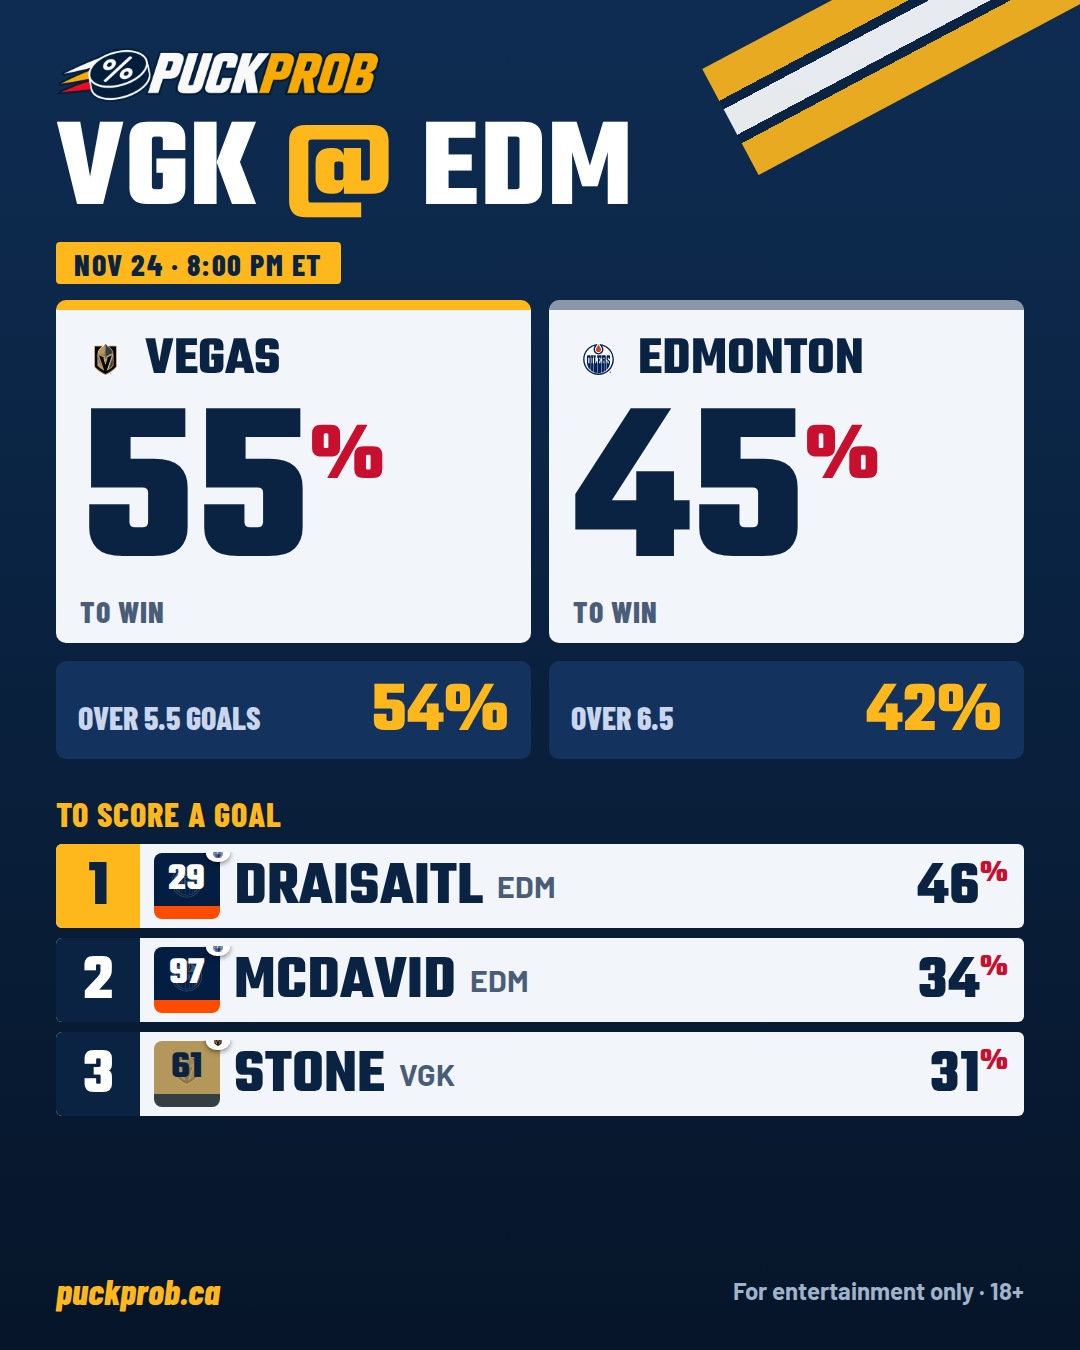 % PUCKPROB
VGK @ EDM
NOV 24 · 8:00 PM ET
VEGAS
55%
TO WIN
EDMONTON
OILERS
45%
TO WIN
OVER 5.5 GOALS 54%
OVER 6.5 42%
TO SCORE A GOAL
1 29 DRAISAITL EDM 46%
2 97 MCDAVID EDM 34%
3 61 STONE VGK 31%
puckprob.ca
For entertainment only · 18+